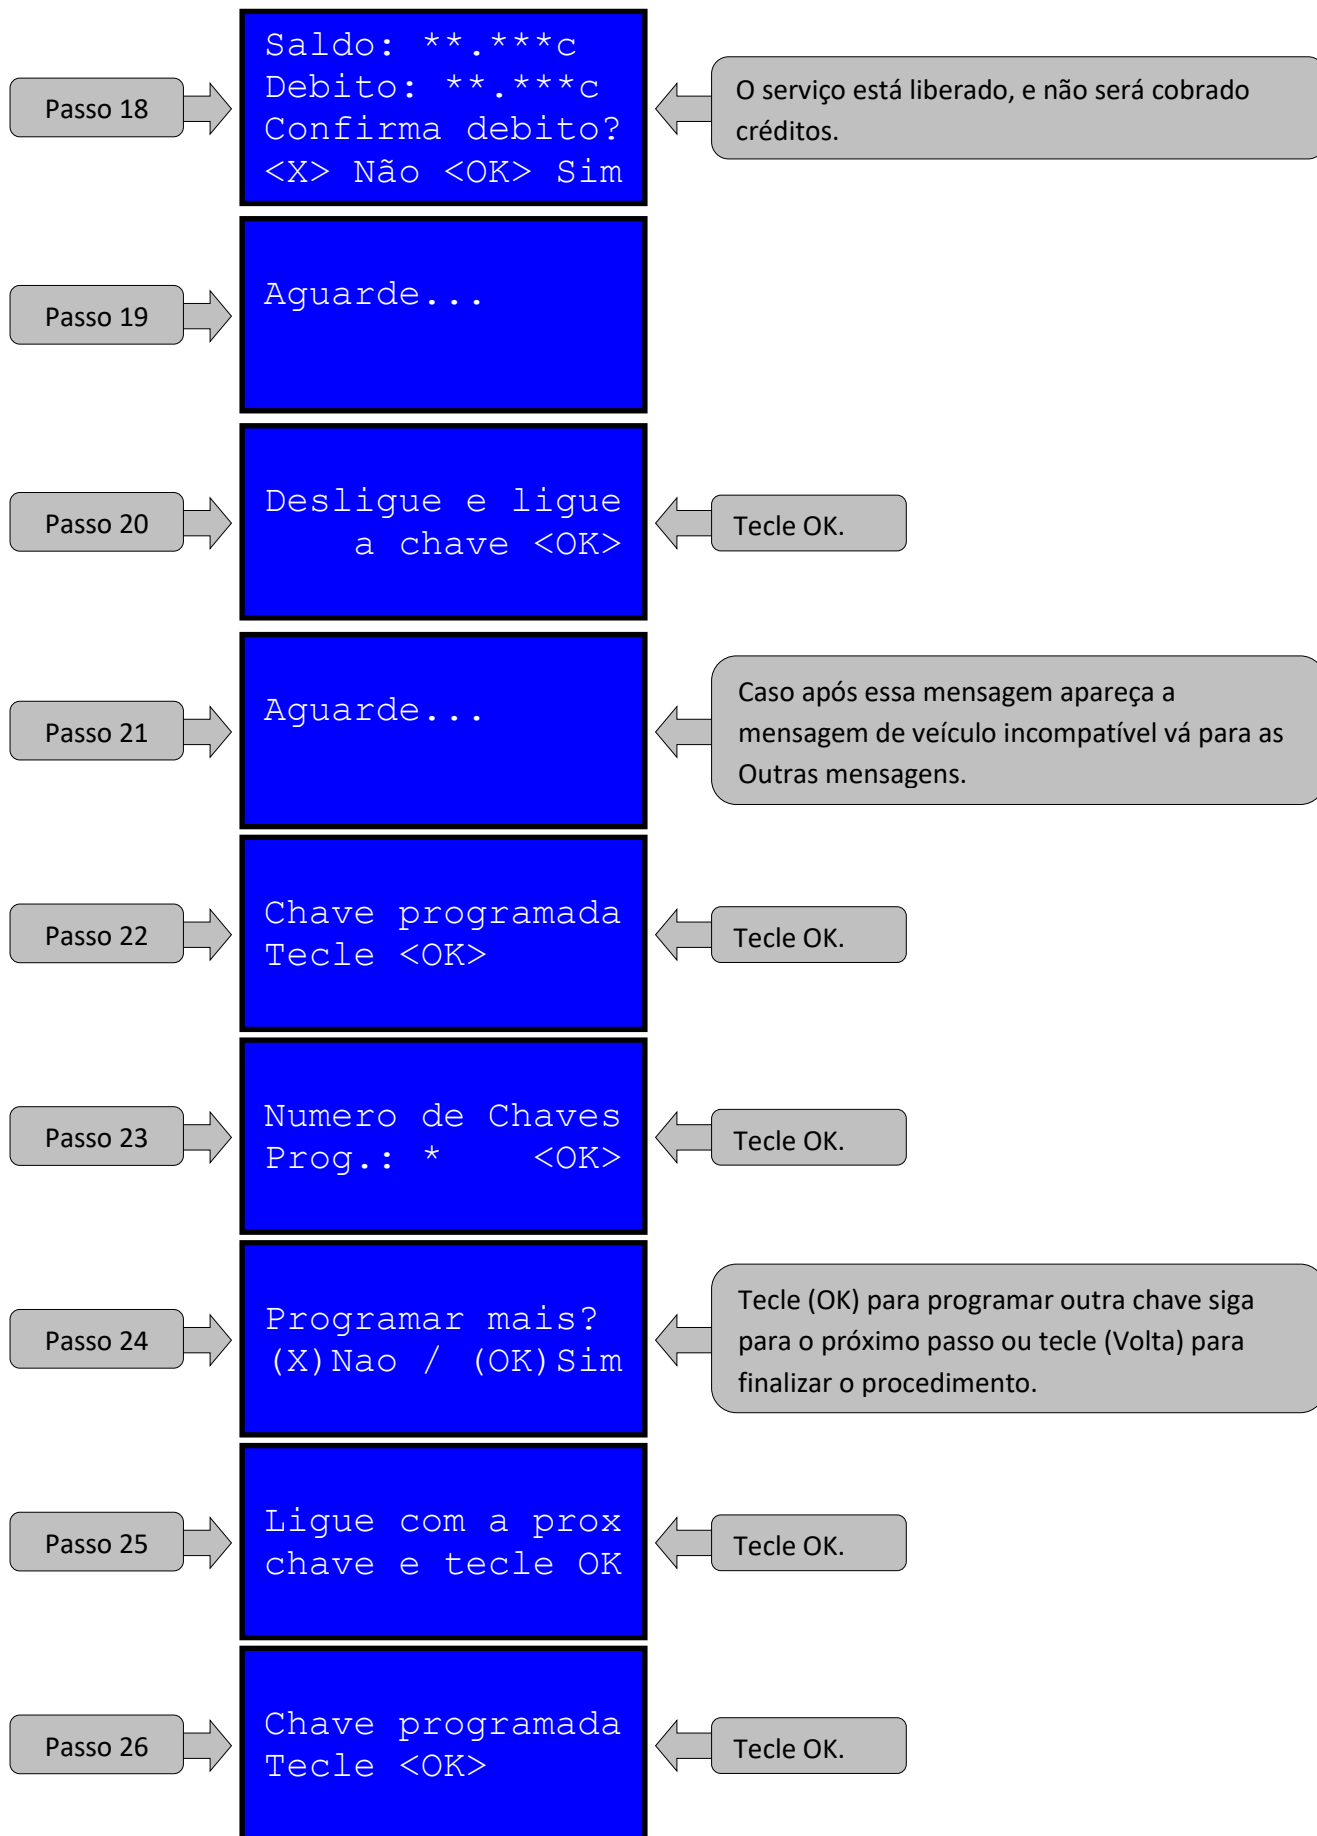 Passo 18
Saldo: **.***c
Debito: **.***c
Confirma debito?
<X> Não <OK> Sim
O serviço está liberado, e não será cobrado
créditos.
Passo 19
Aguarde...
Passo 20
Desligue e ligue
a chave <OK>
Tecle OK.
Passo 21
Aguarde...
Caso após essa mensagem apareça a
mensagem de veículo incompatível vá para as
Outras mensagens.
Passo 22
Chave programada
Tecle <OK>
Tecle OK.
Passo 23
Numero de Chaves
Prog.: * <OK>
Tecle OK.
Passo 24
Programar mais?
(X)Nao / (OK)Sim
Tecle (OK) para programar outra chave siga
para o próximo passo ou tecle (Volta) para
finalizar o procedimento.
Passo 25
Ligue com a prox
chave e tecle OK
Tecle OK.
Passo 26
Chave programada
Tecle <OK>
Tecle OK.